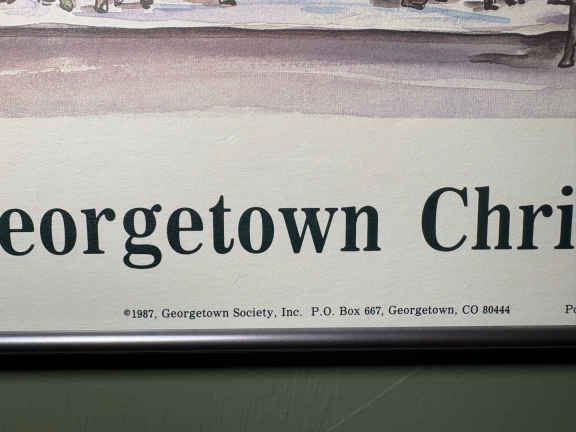 eorgetown Chri
©1987, Georgetown Society, Inc. P.O. Box 667, Georgetown, CO 80444